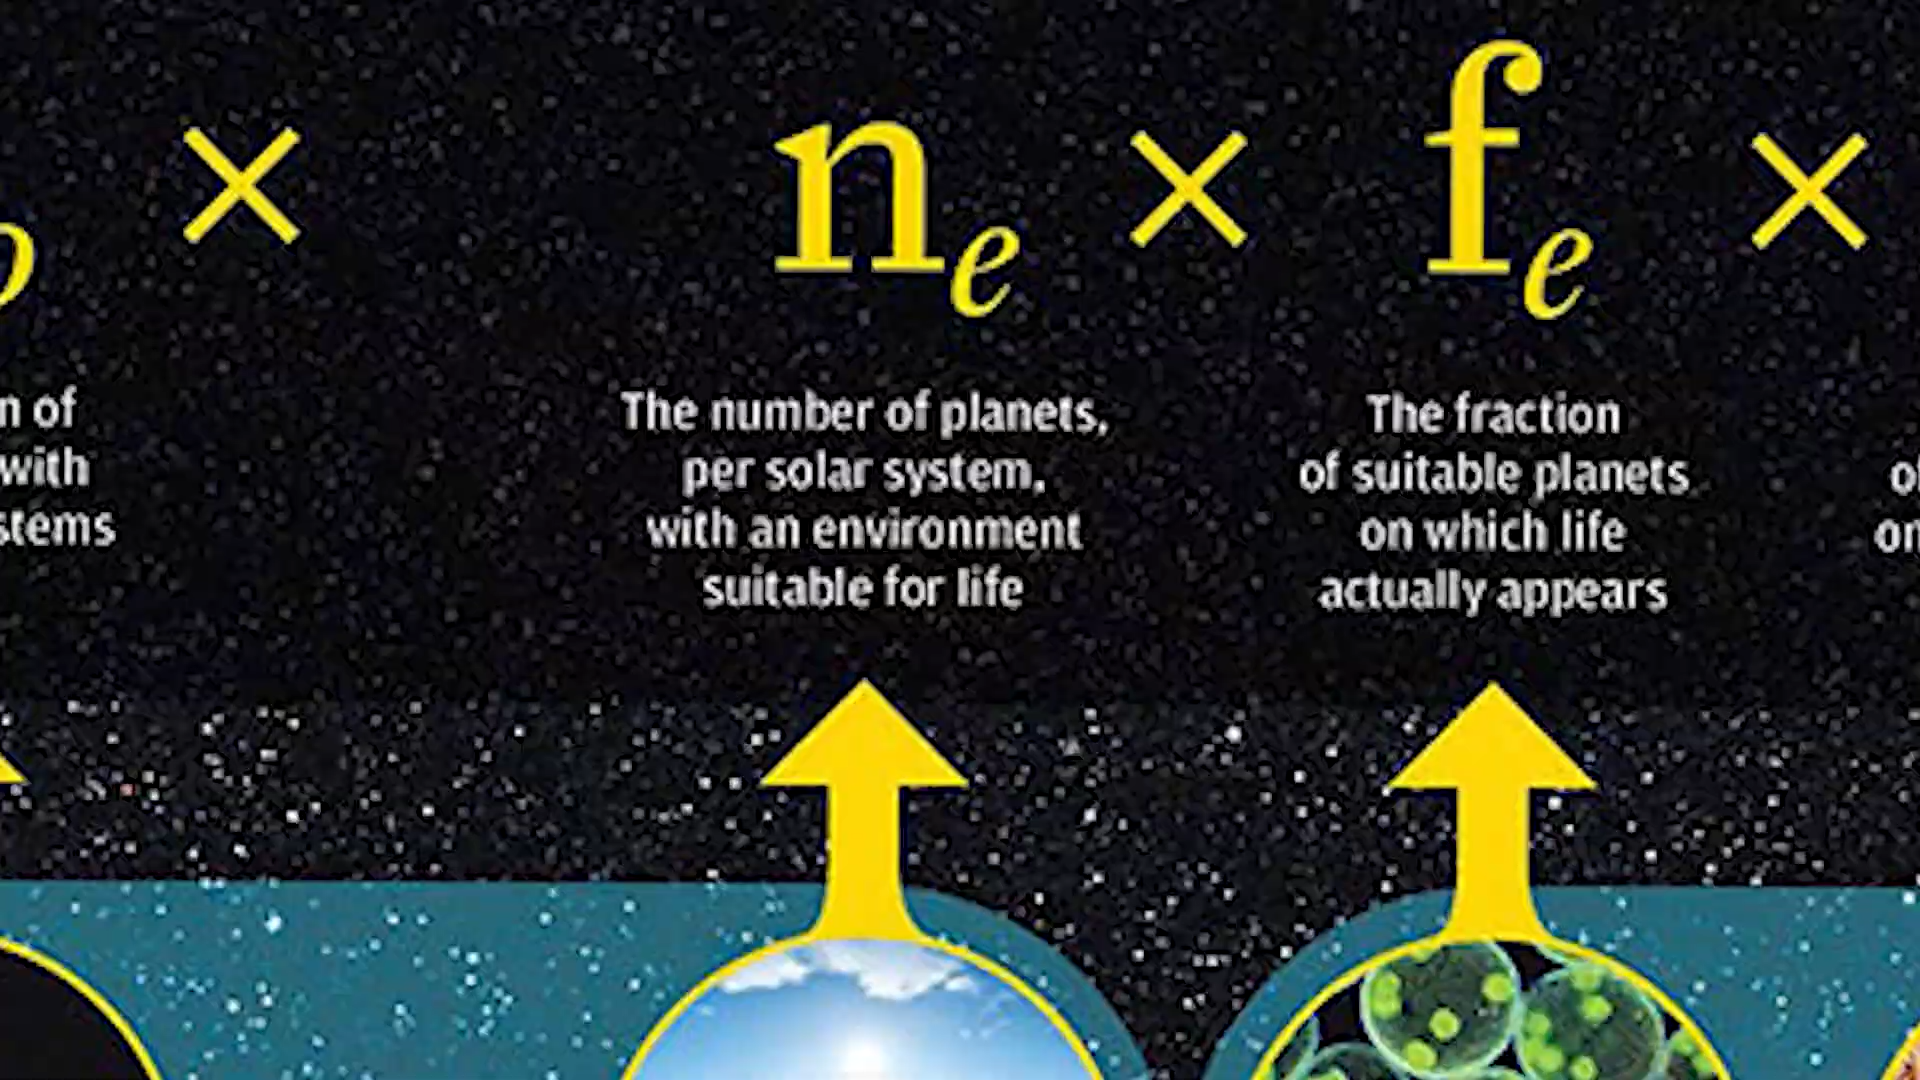 p × n e × f e ×
n of
with
stems
The number of planets,
per solar system,
with an environment
suitable for life
The fraction
of suitable planets
on which life
actually appears